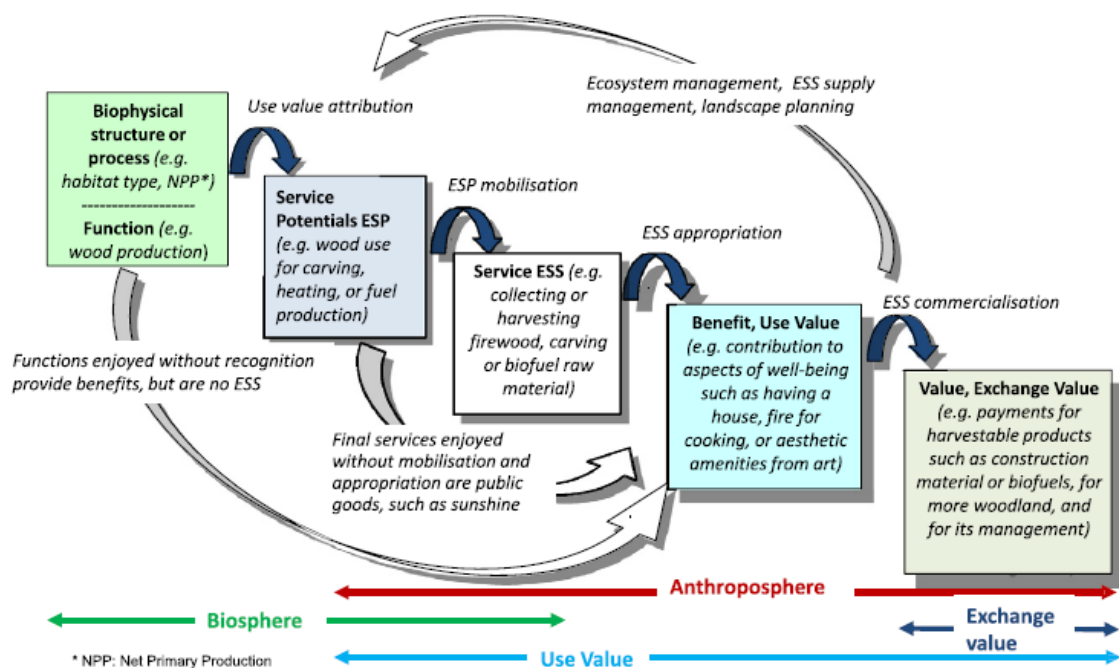 Ecosystem management, ESS supply
management, landscape planning
Biophysical
structure or
process (e.g.
habitat type, NPP*)
-------------------
Function (e.g.
wood production)
Use value attribution
Service
Potentials ESP
(e.g. wood use
for carving,
heating, or fuel
production)
ESP mobilisation
Service ESS (e.g.
collecting or
harvesting
firewood, carving
or biofuel raw
material)
ESS appropriation
Benefit, Use Value
(e.g. contribution to
aspects of well-being
such as having a
house, fire for
cooking, or aesthetic
amenities from art)
ESS commercialisation
Value, Exchange Value
(e.g. payments for
harvestable products
such as construction
material or biofuels, for
more woodland, and
for its management)
Functions enjoyed without recognition
provide benefits, but are no ESS
Final services enjoyed
without mobilisation and
appropriation are public
goods, such as sunshine
Anthroposphere
Biosphere
Exchange
value
* NPP: Net Primary Production
Use Value